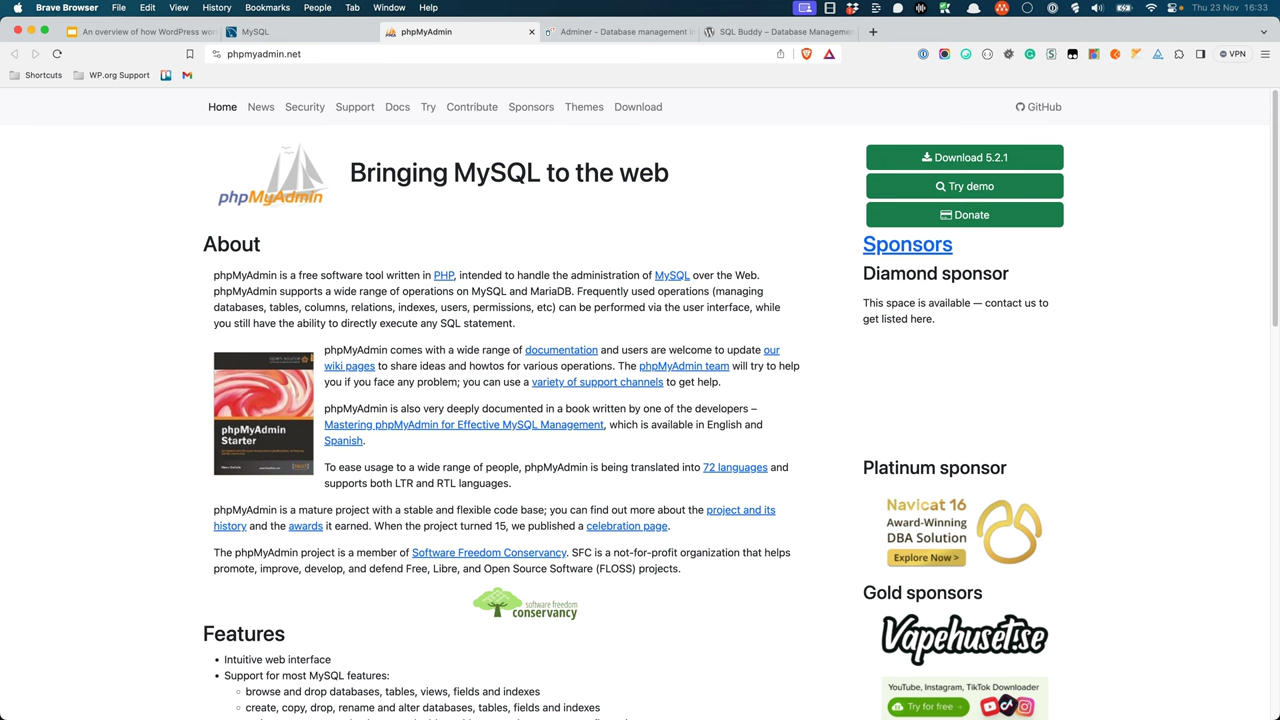 Brave Browser File Edit View History Bookmarks People Tab Window Help
Thu 23 Nov 16:33
An overview of how WordPress wor
MySQL
phpMyAdmin
Adminer - Database management i
SQL Buddy – Database Managemen
phpmyadmin.net
VPN
Shortcuts WP.org Support
Home News Security Support Docs Try Contribute Sponsors Themes Download GitHub
phpMyAdmin
Bringing MySQL to the web
Download 5.2.1
Try demo
Donate
About
phpMyAdmin is a free software tool written in PHP, intended to handle the administration of MySQL over the Web.
phpMyAdmin supports a wide range of operations on MySQL and MariaDB. Frequently used operations (managing
databases, tables, columns, relations, indexes, users, permissions, etc) can be performed via the user interface, while
you still have the ability to directly execute any SQL statement.
open source
phpMyAdmin
Starter
phpMyAdmin comes with a wide range of documentation and users are welcome to update our
wiki pages to share ideas and howtos for various operations. The phpMyAdmin team will try to help
you if you face any problem; you can use a variety of support channels to get help.
phpMyAdmin is also very deeply documented in a book written by one of the developers –
Mastering phpMyAdmin for Effective MySQL Management, which is available in English and
Spanish.
To ease usage to a wide range of people, phpMyAdmin is being translated into 72 languages and
supports both LTR and RTL languages.
phpMyAdmin is a mature project with a stable and flexible code base; you can find out more about the project and its
history and the awards it earned. When the project turned 15, we published a celebration page.
The phpMyAdmin project is a member of Software Freedom Conservancy. SFC is a not-for-profit organization that helps
promote, improve, develop, and defend Free, Libre, and Open Source Software (FLOSS) projects.
software freedom
conservancy
Features
• Intuitive web interface
• Support for most MySQL features:
◦ browse and drop databases, tables, views, fields and indexes
◦ create, copy, drop, rename and alter databases, tables, fields and indexes
Sponsors
Diamond sponsor
This space is available — contact us to
get listed here.
Platinum sponsor
Navicat 16
Award-Winning
DBA Solution
Explore Now >
Gold sponsors
Vapehuset.se
YouTube, Instagram, TikTok Downloader
Try for free →